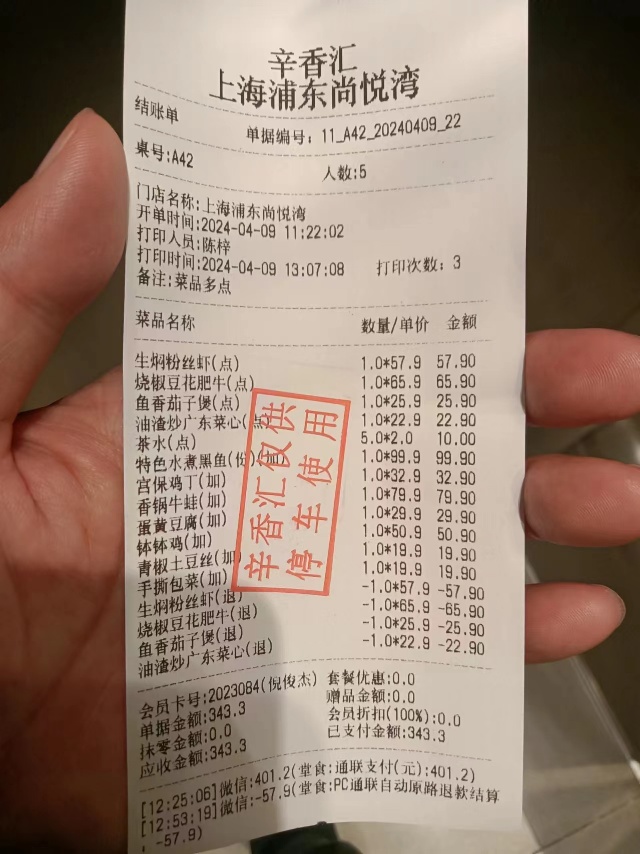 辛香汇
上海浦东尚悦湾
结账单 单据编号：11_A42_20240409_22
桌号:A42 人数:5
门店名称:上海浦东尚悦湾
开单时间:2024-04-09 11:22:02
打印人员:陈梓
打印时间:2024-04-09 13:07:08 打印次数：3
备注:菜品多点
菜品名称 数量/单价 金额
生焖粉丝虾(点) 1.0*57.9 57.90
烧椒豆花肥牛(点) 1.0*65.9 65.90
鱼香茄子煲(点) 1.0*25.9 25.90
油渣炒广东菜心(点) 1.0*22.9 22.90
茶水(点) 5.0*2.0 10.00
特色水煮黑鱼(份)(加) 1.0*99.9 99.90
宫保鸡丁(加) 1.0*32.9 32.90
香锅牛蛙(加) 1.0*79.9 79.90
蛋黄豆腐(加) 1.0*29.9 29.90
钵钵鸡(加) 1.0*50.9 50.90
青椒土豆丝(加) 1.0*19.9 19.90
手撕包菜(加) 1.0*19.9 19.90
生焖粉丝虾(退) -1.0*57.9 -57.90
烧椒豆花肥牛(退) -1.0*65.9 -65.90
鱼香茄子煲(退) -1.0*25.9 -25.90
油渣炒广东菜心(退) -1.0*22.9 -22.90
辛香汇仅供
停车使用
会员卡号:2023084(倪俊杰) 套餐优惠:0.0
单据金额:343.3 赠品金额:0.0
抹零金额:0.0 会员折扣(100%):0.0
应收金额:343.3 已支付金额:343.3
[12:25:06]微信:401.2(堂食:通联支付(元):401.2)
[12:53:19]微信:-57.9(堂食:PC通联自动原路退款结算
: -57.9)